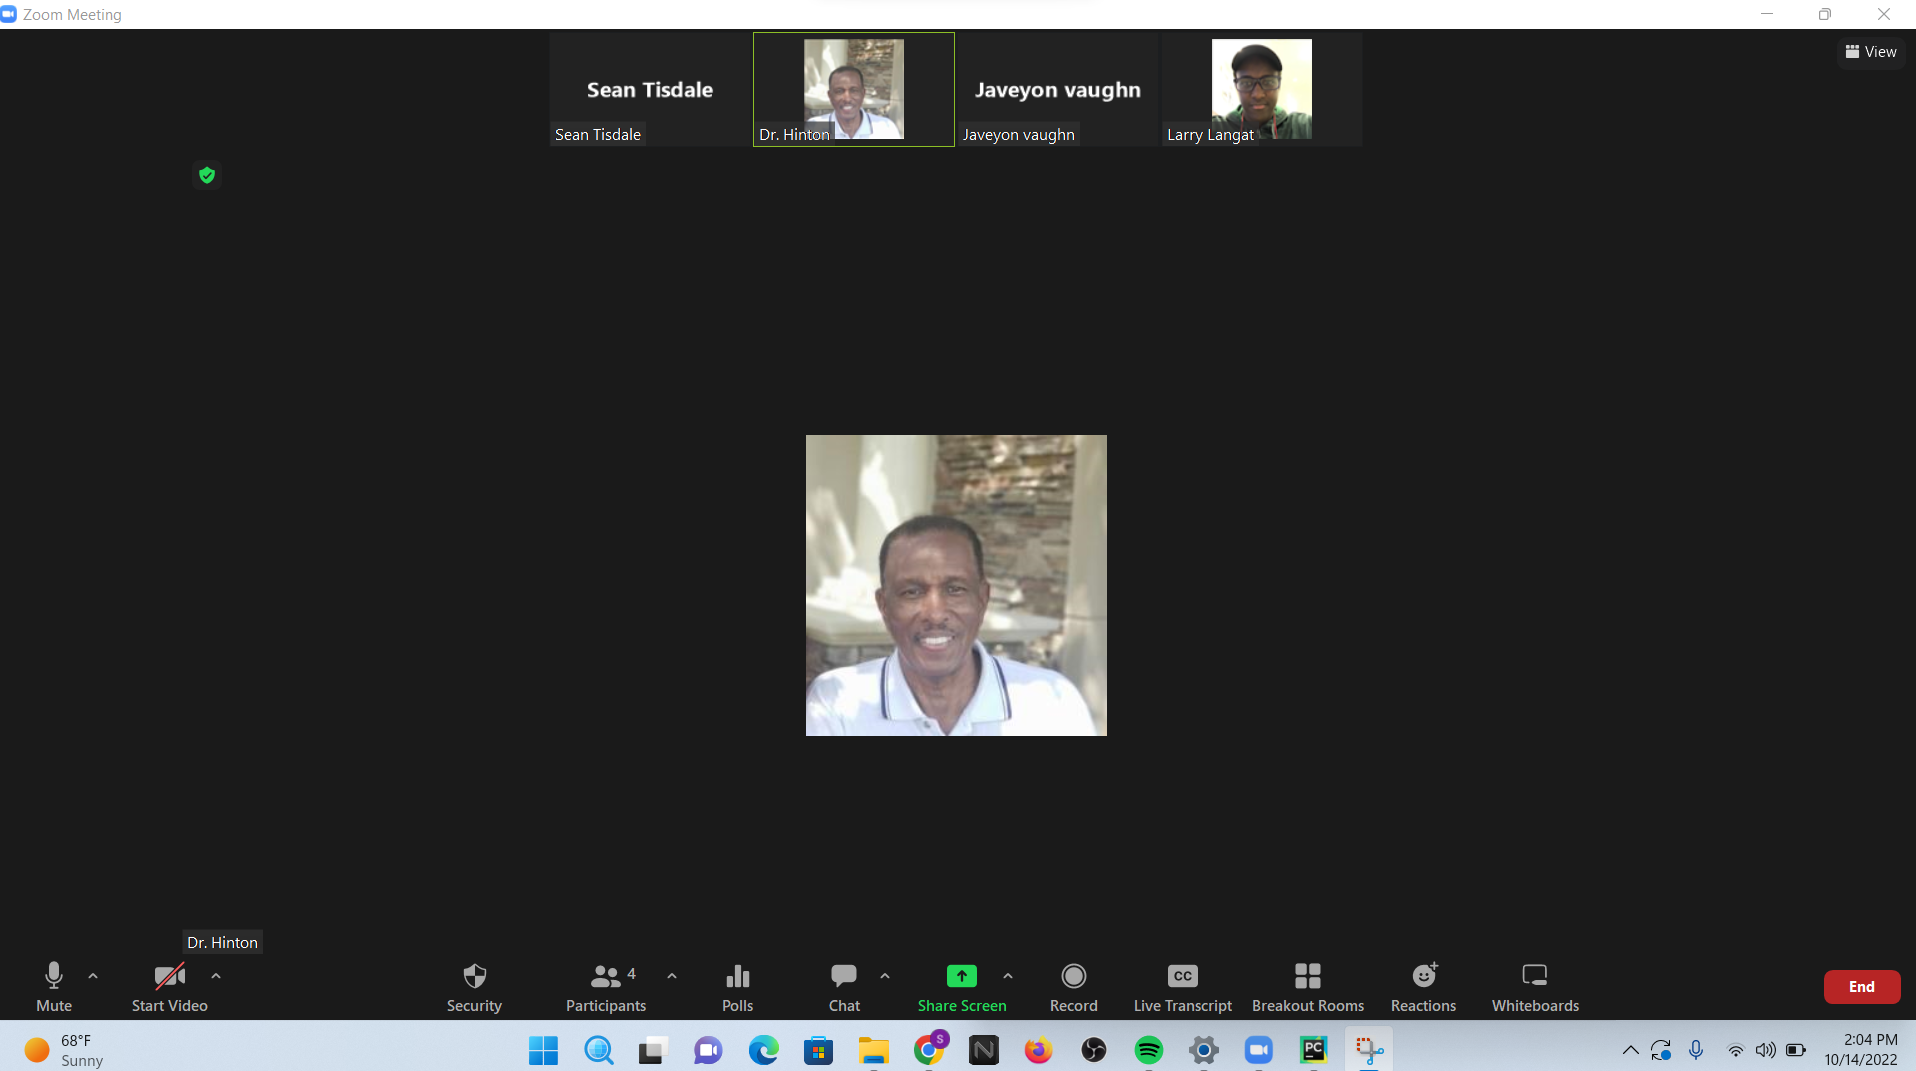 Zoom Meeting
View
Sean Tisdale
Sean Tisdale
Dr. Hinton
Javeyon vaughn
Javeyon vaughn
Larry Langat
Dr. Hinton
Mute
Start Video
Security
4
Participants
Polls
Chat
Share Screen
Record
CC
Live Transcript
Breakout Rooms
Reactions
Whiteboards
End
68°F
Sunny
S
N
PC
2:04 PM
10/14/2022